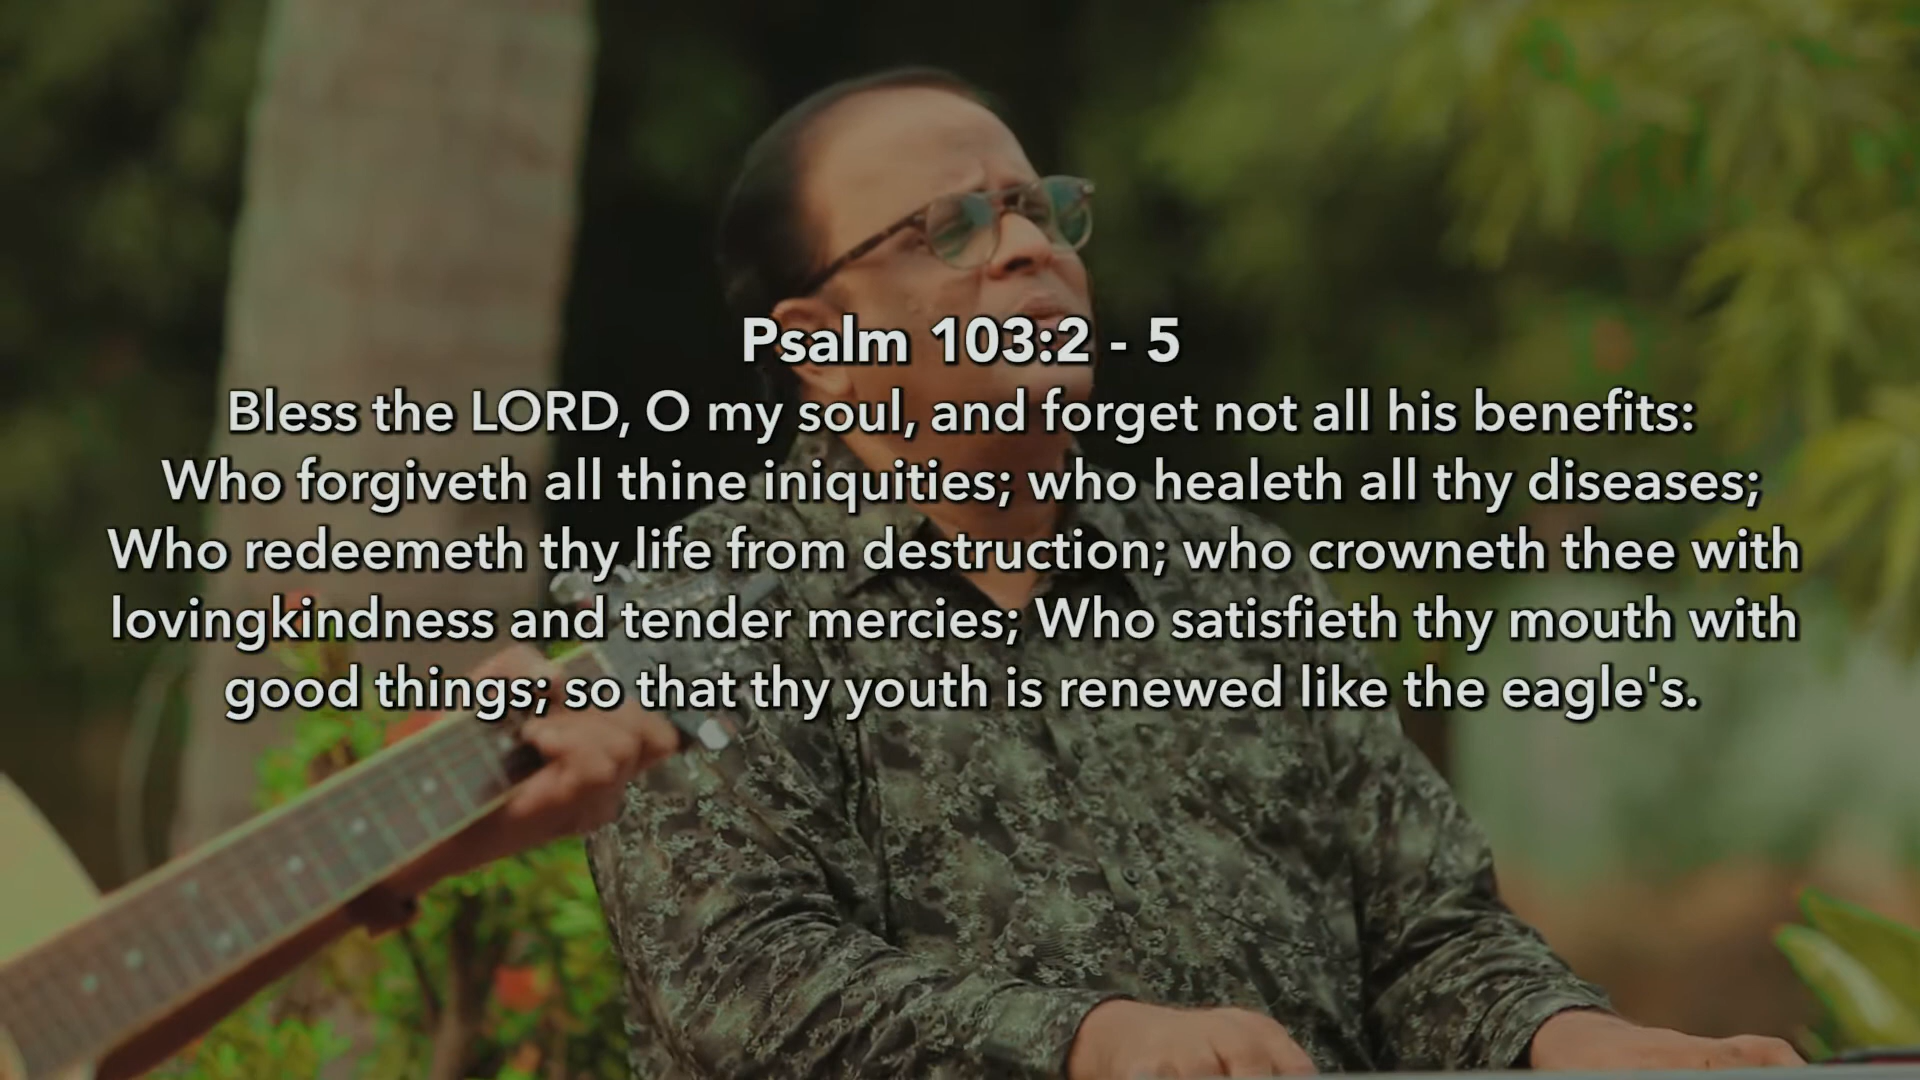 Psalm 103:2 - 5
Bless the LORD, O my soul, and forget not all his benefits:
Who forgiveth all thine iniquities; who healeth all thy diseases;
Who redeemeth thy life from destruction; who crowneth thee with
lovingkindness and tender mercies; Who satisfieth thy mouth with
good things; so that thy youth is renewed like the eagle's.